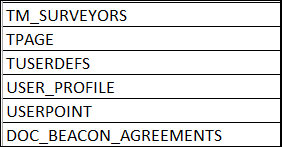 TM_SURVEYORS
TPAGE
TUSERDEFS
USER_PROFILE
USERPOINT
DOC_BEACON_AGREEMENTS